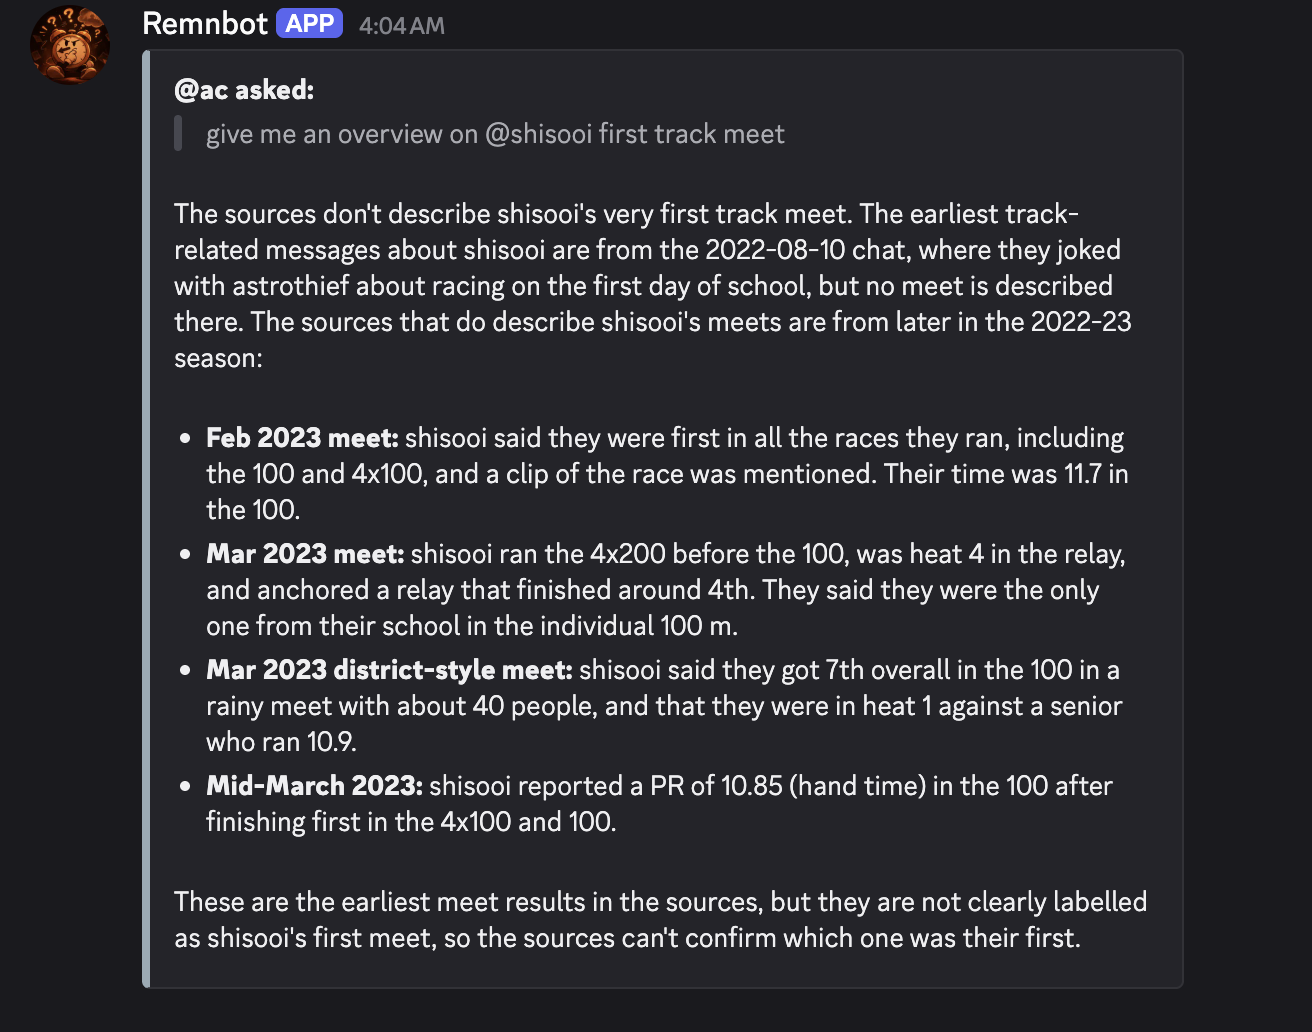 Remnbot APP 4:04 AM
@ac asked:
give me an overview on @shisooi first track meet
The sources don't describe shisooi's very first track meet. The earliest track-
related messages about shisooi are from the 2022-08-10 chat, where they joked
with astrothief about racing on the first day of school, but no meet is described
there. The sources that do describe shisooi's meets are from later in the 2022-23
season:
• Feb 2023 meet: shisooi said they were first in all the races they ran, including
the 100 and 4x100, and a clip of the race was mentioned. Their time was 11.7 in
the 100.
• Mar 2023 meet: shisooi ran the 4x200 before the 100, was heat 4 in the relay,
and anchored a relay that finished around 4th. They said they were the only
one from their school in the individual 100 m.
• Mar 2023 district-style meet: shisooi said they got 7th overall in the 100 in a
rainy meet with about 40 people, and that they were in heat 1 against a senior
who ran 10.9.
• Mid-March 2023: shisooi reported a PR of 10.85 (hand time) in the 100 after
finishing first in the 4x100 and 100.
These are the earliest meet results in the sources, but they are not clearly labelled
as shisooi's first meet, so the sources can't confirm which one was their first.